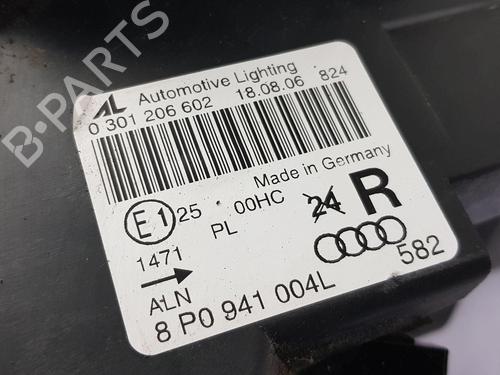 B-PARTS
AL Automotive Lighting
0 301 206 602 18.08.06 824
Made in Germany
E1 25 PL 00HC 24 R
1471
ALN 582
8 P0 941 004L